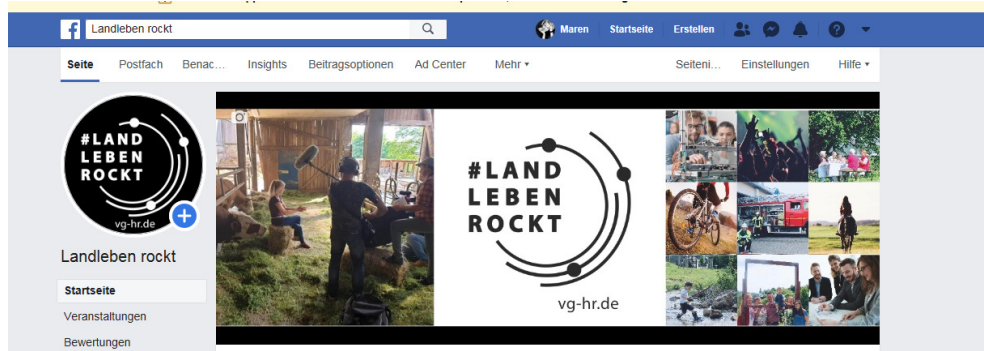 Landleben rockt
Maren Startseite Erstellen
Seite Postfach Benac... Insights Beitragsoptionen Ad Center Mehr Seiteni... Einstellungen Hilfe
#LAND
LEBEN
ROCKT
vg-hr.de
#LAND
LEBEN
ROCKT
vg-hr.de
Landleben rockt
Startseite
Veranstaltungen
Bewertungen